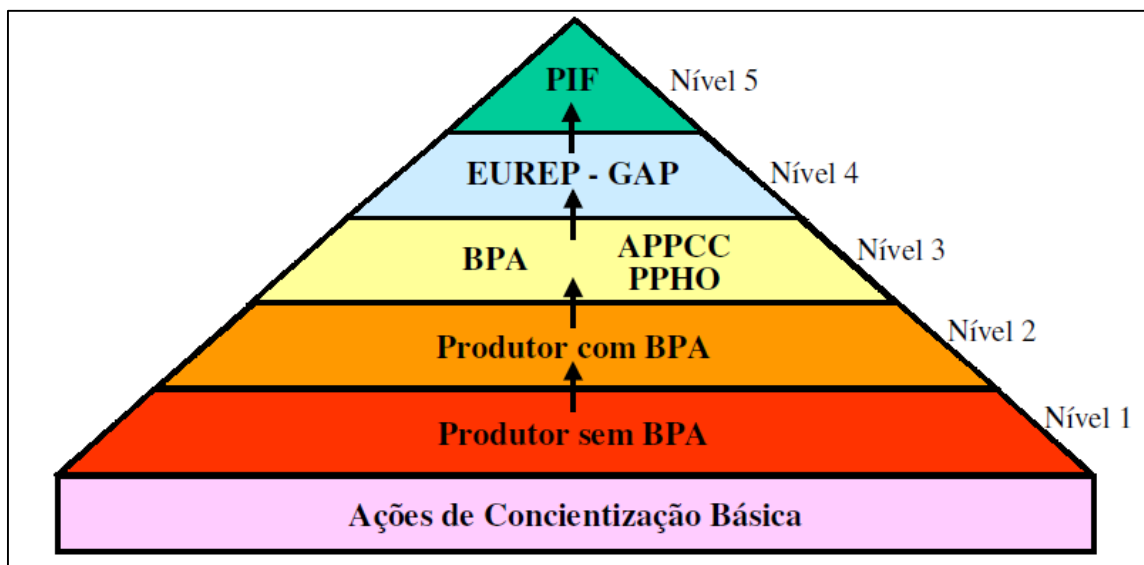 PIF
Nível 5
EUREP - GAP
Nível 4
BPA
APPCC
PPHO
Nível 3
Produtor com BPA
Nível 2
Produtor sem BPA
Nível 1
Ações de Concientização Básica